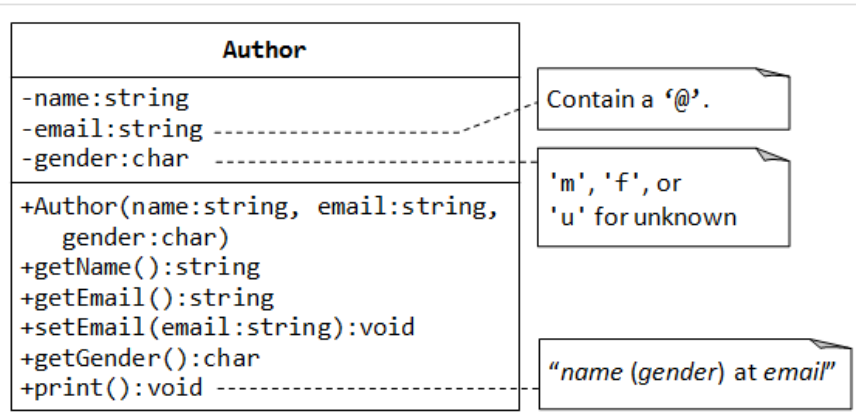 Author
-name:string
-email:string
-gender:char
+Author(name:string, email:string,
gender:char)
+getName():string
+getEmail():string
+setEmail(email:string):void
+getGender():char
+print():void
Contain a ‘@’.
'm', 'f', or
'u' for unknown
“name (gender) at email”